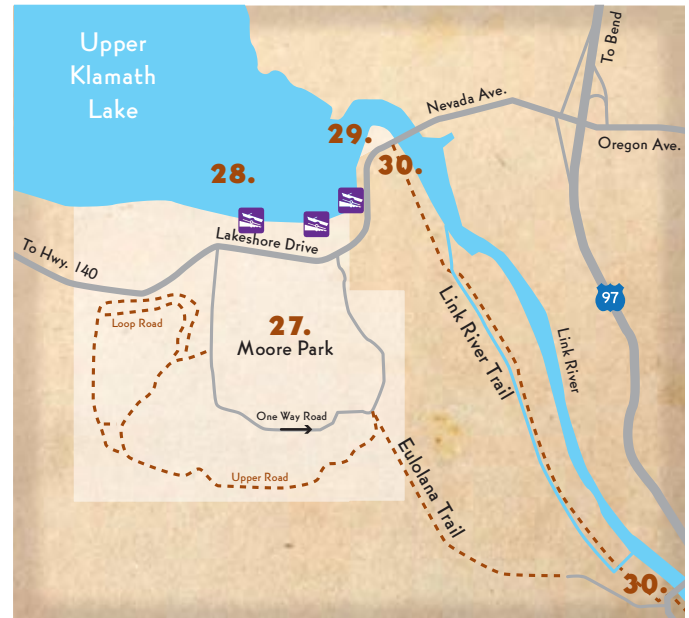 Upper
Klamath
Lake
To Bend
Nevada Ave.
Oregon Ave.
29.
30.
28.
Lakeshore Drive
To Hwy. 140
97
Loop Road
27.
Moore Park
Link River Trail
Link River
One Way Road
Upper Road
Eulolana Trail
30.